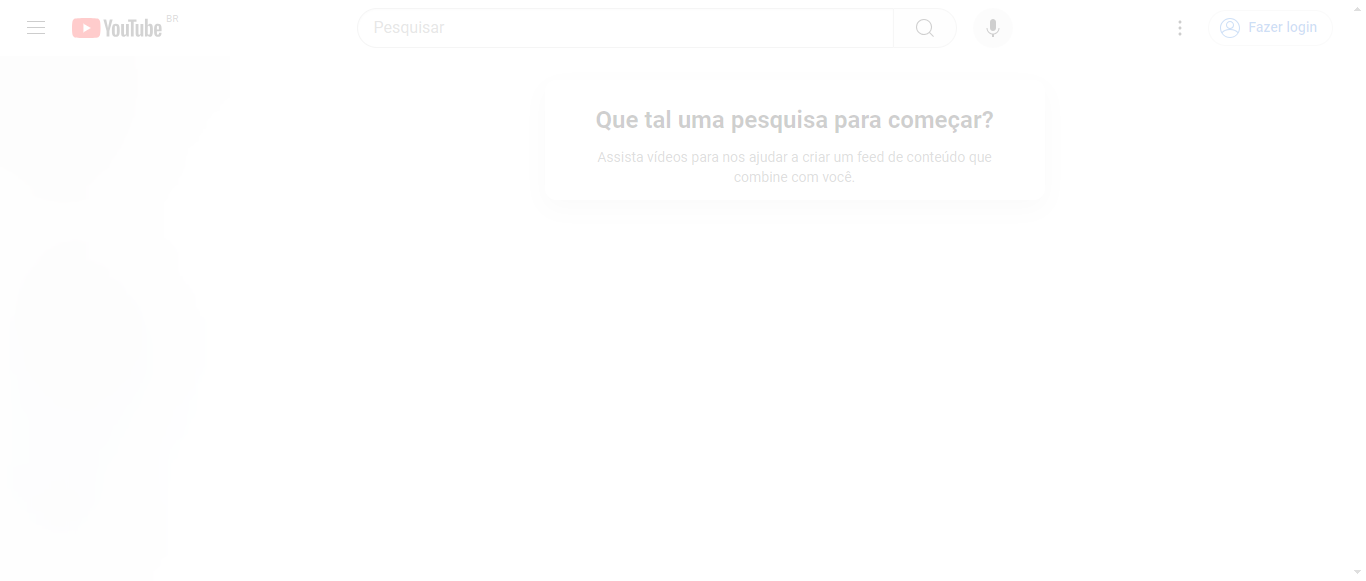 YouTube BR
Pesquisar
Fazer login
Que tal uma pesquisa para começar?
Assista vídeos para nos ajudar a criar um feed de conteúdo que
combine com você.